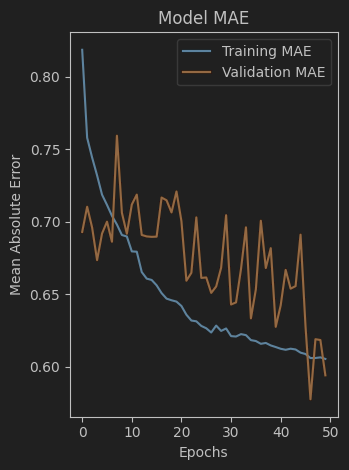 Model MAE
Training MAE
Validation MAE
0.80
0.75
0.70
0.65
0.60
Mean Absolute Error
0 10 20 30 40 50
Epochs